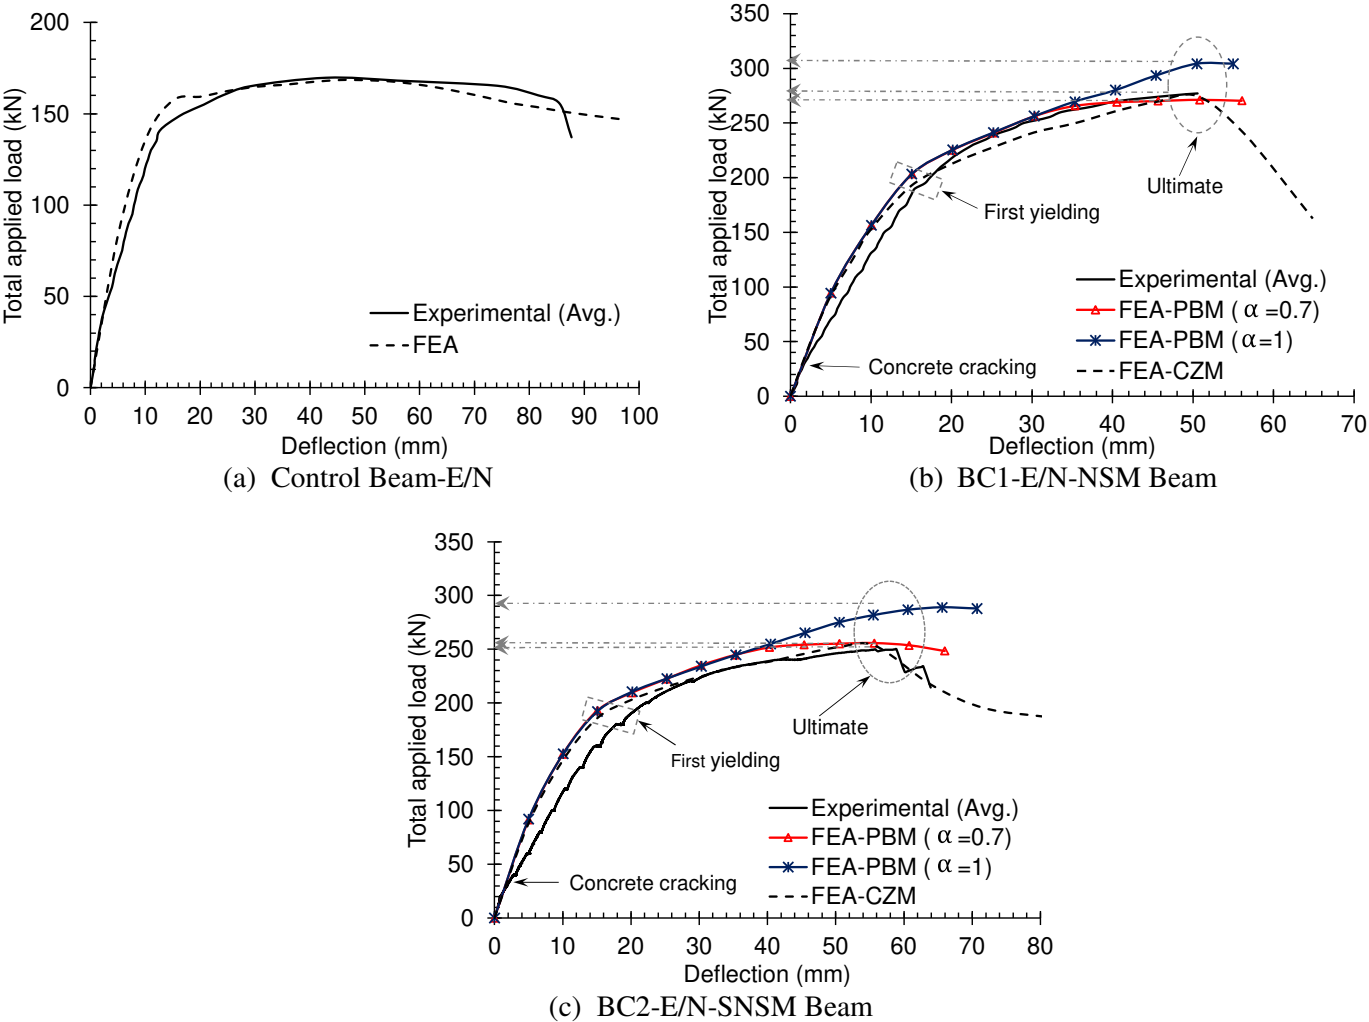 200
150
100
50
0
Total applied load (kN)
Experimental (Avg.)
FEA
0 10 20 30 40 50 60 70 80 90 100
Deflection (mm)
(a) Control Beam-E/N
350
300
250
200
150
100
50
0
Total applied load (kN)
Ultimate
First yielding
Concrete cracking
Experimental (Avg.)
FEA-PBM ( α =0.7)
FEA-PBM ( α=1)
FEA-CZM
0 10 20 30 40 50 60 70
Deflection (mm)
(b) BC1-E/N-NSM Beam
350
300
250
200
150
100
50
0
Total applied load (kN)
Ultimate
First yielding
Concrete cracking
Experimental (Avg.)
FEA-PBM ( α =0.7)
FEA-PBM ( α =1)
FEA-CZM
0 10 20 30 40 50 60 70 80
Deflection (mm)
(c) BC2-E/N-SNSM Beam